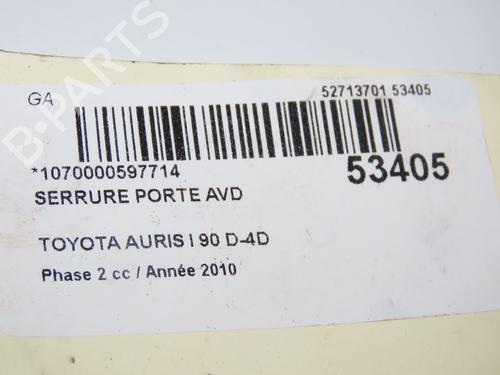 GA
52713701 53405
*1070000597714
53405
SERRURE PORTE AVD
TOYOTA AURIS I 90 D-4D
Phase 2 cc / Année 2010
B-PARTS